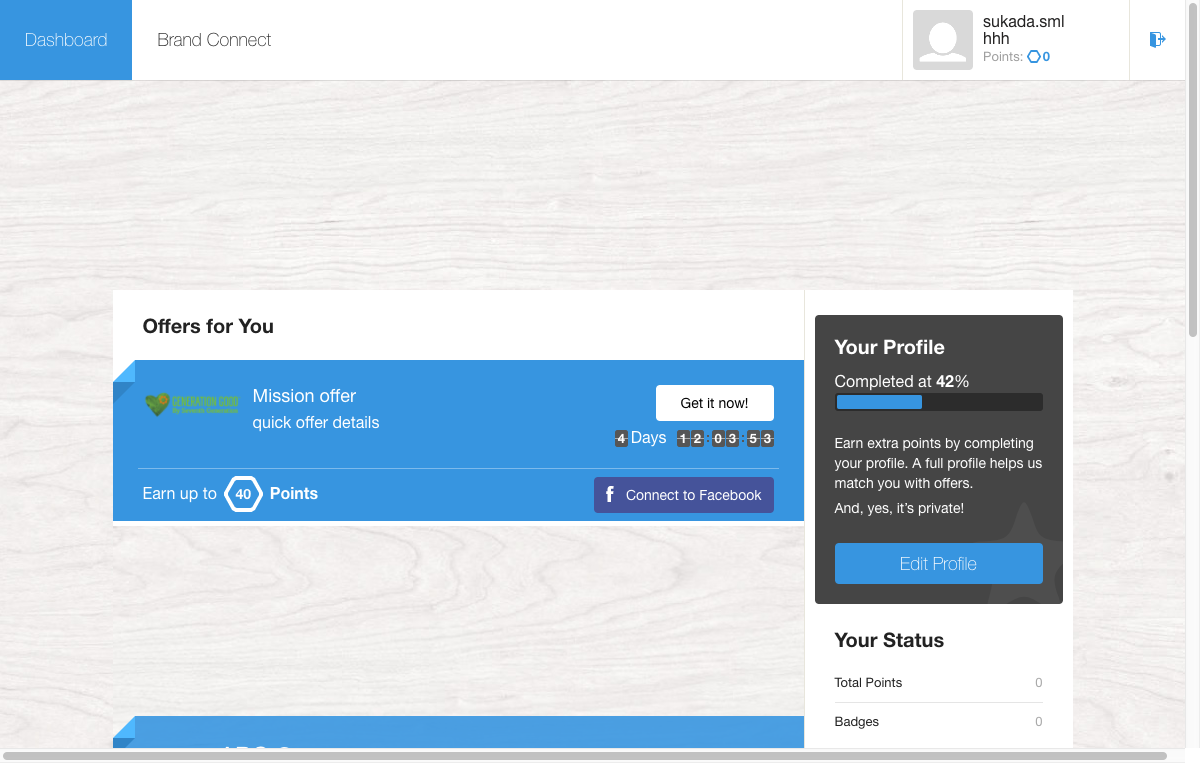 Dashboard
Brand Connect
sukada.sml
hhh
Points: 0
Offers for You
GENERATION GOOD
Mission offer
quick offer details
Get it now!
4 Days 12:03:53
Earn up to 40 Points
Connect to Facebook
Your Profile
Completed at 42%
Earn extra points by completing
your profile. A full profile helps us
match you with offers.
And, yes, it's private!
Edit Profile
Your Status
Total Points 0
Badges 0